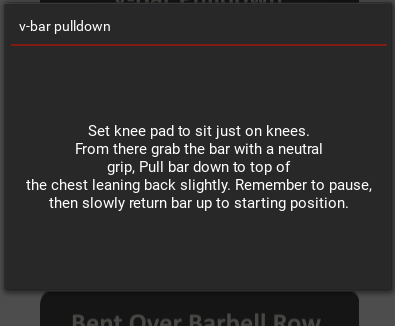 V-Bar Pulldown
v-bar pulldown
Set knee pad to sit just on knees.
From there grab the bar with a neutral
grip, Pull bar down to top of
the chest leaning back slightly. Remember to pause,
then slowly return bar up to starting position.
Bent Over Barbell Row